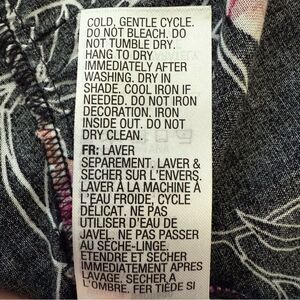 COLD, GENTLE CYCLE.
DO NOT BLEACH. DO
NOT TUMBLE DRY.
HANG TO DRY
IMMEDIATELY AFTER
WASHING. DRY IN
SHADE. COOL IRON IF
NEEDED. DO NOT IRON
DECORATION. IRON
INSIDE OUT. DO NOT
DRY CLEAN.
FR: LAVER
SEPAREMENT. LAVER &
SECHER SUR L'ENVERS.
LAVER À LA MACHINE À
L'EAU FROIDE, CYCLE
DÉLICAT. NE PAS
UTILISER D'EAU DE
JAVEL. NE PAS PASSER
AU SÈCHE-LINGE.
ETENDRE ET SECHER
IMMEDIATEMENT APRES
LAVAGE. SECHER A
L'OMBRE. FER TIÈDE SI